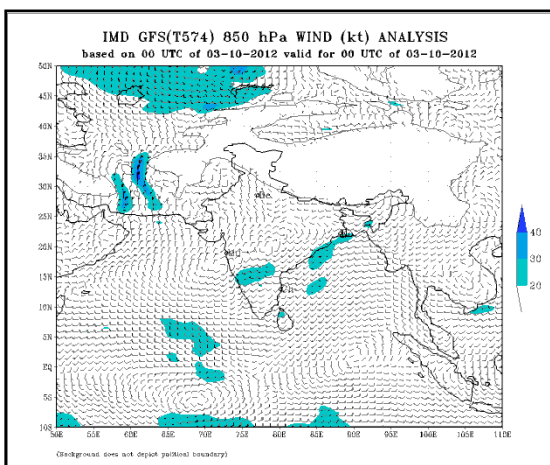 IMD GFS(T574) 850 hPa WIND (kt) ANALYSIS
based on 00 UTC of 03-10-2012 valid for 00 UTC of 03-10-2012
50N
45N
40N
35N
30N
25N
20N
15N
10N
5N
EQ
5S
10S
55E 60E 65E 70E 75E 80E 85E 90E 95E 100E 105E 110E
40
30
20
(Background does not depict political boundary)